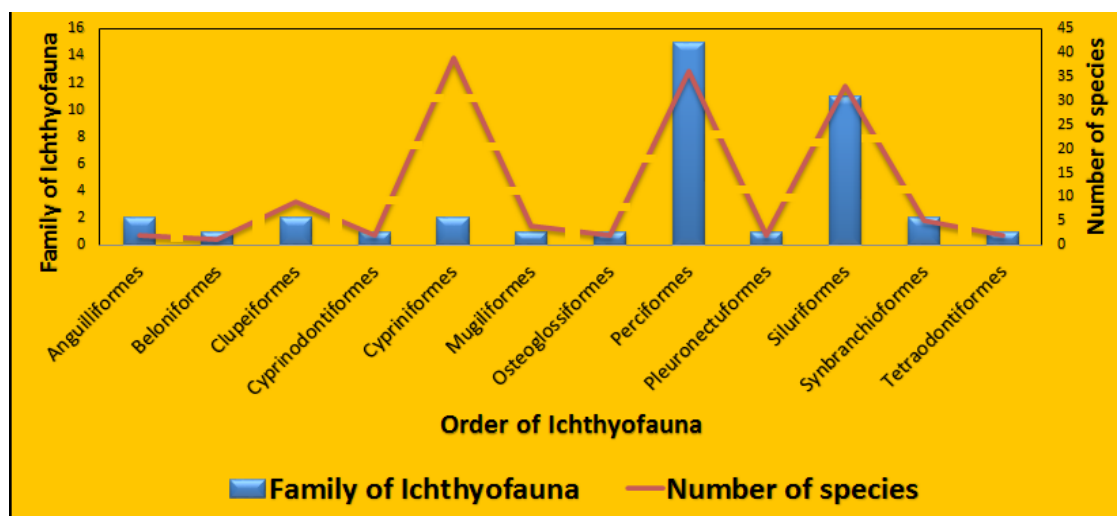 Family of Ichthyofauna
16
14
12
10
8
6
4
2
0
45
40
35
30
25
20
15
10
5
0
Number of species
Anguilliformes
Beloniformes
Clupeiformes
Cyprinodontiformes
Cypriniformes
Mugiliformes
Osteoglossiformes
Perciformes
Pleuronectuformes
Siluriformes
Synbranchioformes
Tetraodontiformes
Order of Ichthyofauna
Family of Ichthyofauna
Number of species